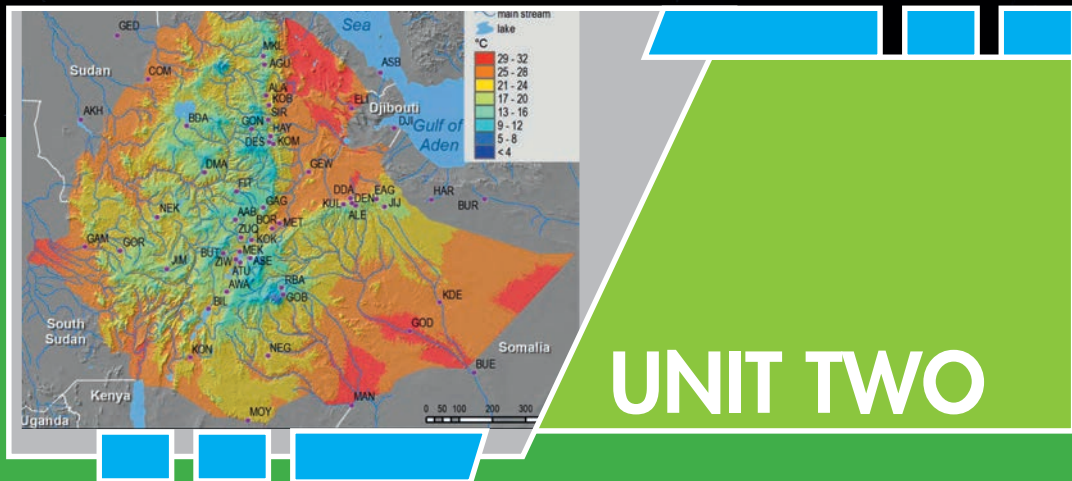 GED
Sea
main stream
lake
°C
29 - 32
25 - 28
21 - 24
17 - 20
13 - 16
9 - 12
5 - 8
< 4
MKL
AGU
Sudan
COM
ASB
ALA
KOB
ELI
Djibouti
AKH
SIR
BDA
GON
HAY
DJI
Gulf of
Aden
DES
KOM
DMA
GEW
FIT
DDA
DEN
EAG
HAR
BUR
KUL
ALE
JIJ
NEK
GAG
AAB
BOR
MET
ZUQ
KOK
GAM
GOR
BUT
MEK
ZIW
ASE
JIM
ATU
AWA
RBA
GOB
BIL
KDE
South
Sudan
GOD
Somalia
KON
NEG
BUE
Kenya
MAN
Uganda
MOY
0 50 100 200 300
UNIT TWO